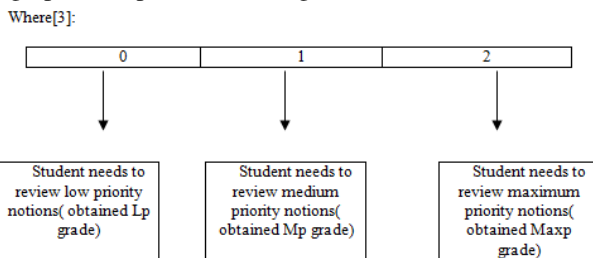 Where[3]:
0 1 2
Student needs to
review low priority
notions( obtained Lp
grade)
Student needs to
review medium
priority notions(
obtained Mp grade)
Student needs to
review maximum
priority notions(
obtained Maxp
grade)